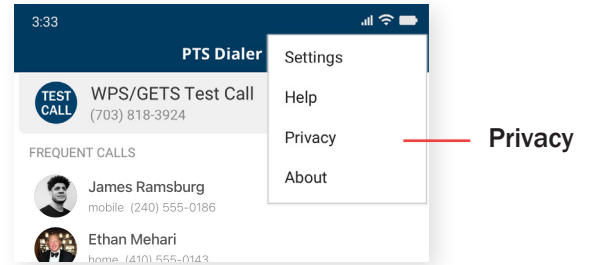 3:33
PTS Dialer
Settings
Help
Privacy
About
TEST
CALL
WPS/GETS Test Call
(703) 818-3924
FREQUENT CALLS
James Ramsburg
mobile (240) 555-0186
Ethan Mehari
home (410) 555-0143
Privacy